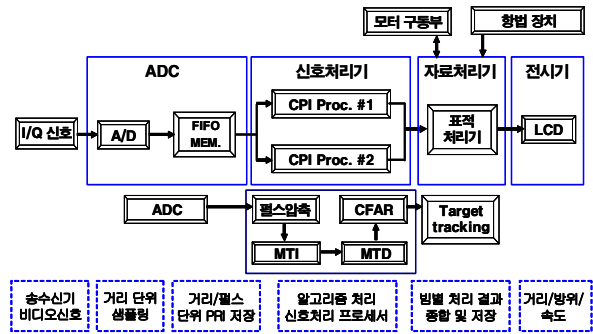 모터 구동부
항법 장치
ADC
신호처리기
자료처리기
전시기
I/Q 신호
A/D
FIFO
MEM.
CPI Proc. #1
CPI Proc. #2
표적
처리기
LCD
ADC
펄스압축
CFAR
Target
tracking
MTI
MTD
송수신기
비디오신호
거리 단위
샘플링
거리/펄스
단위 PRI 저장
알고리즘 처리
신호처리 프로세서
빔별 처리 결과
종합 및 저장
거리/방위/
속도